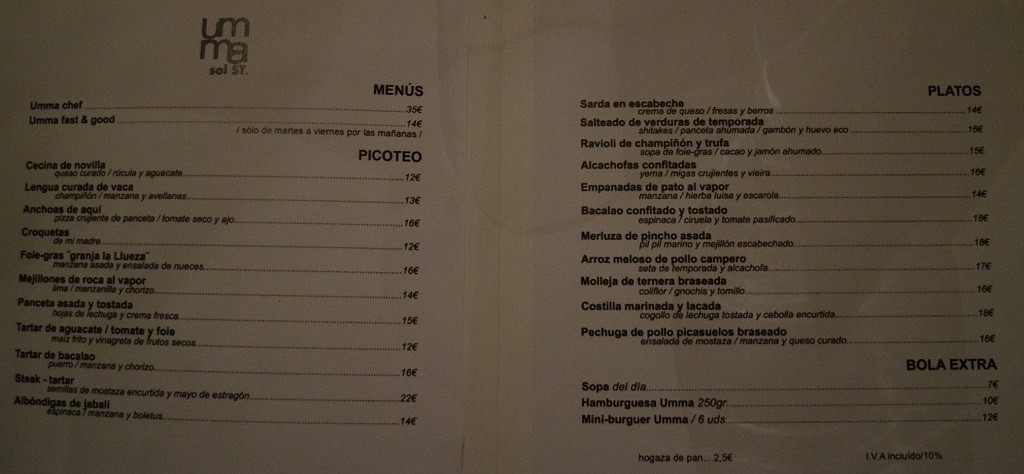 um
ma
sol ST.
MENÚS
Umma chef ... 35€
Umma fast & good ... 14€
/ sólo de martes a viernes por las mañanas /
PICOTEO
Cecina de novilla
queso curado / rúcula y aguacate ... 12€
Lengua curada de vaca
champiñón / manzana y avellanas ... 13€
Anchoas de aquí
pizza crujiente de panceta / tomate seco y ajo ... 16€
Croquetas
de mi madre ... 12€
Foie-gras "granja la Llueza"
manzana asada y ensalada de nueces ... 16€
Mejillones de roca al vapor
lima / manzanilla y chorizo ... 14€
Panceta asada y tostada
hojas de lechuga y crema fresca ... 15€
Tartar de aguacate / tomate y foie
maíz frito y vinagreta de frutos secos ... 12€
Tartar de bacalao
puerro / manzana y chorizo ... 16€
Steak - tartar
semillas de mostaza encurtida y mayo de estragón ... 22€
Albóndigas de jabalí
espinaca / manzana y boletus ... 14€
PLATOS
Sarda en escabeche
crema de queso / fresas y berros ... 14€
Salteado de verduras de temporada
shitakes / panceta ahumada / gambón y huevo eco ... 16€
Ravioli de champiñón y trufa
sopa de foie-gras / cacao y jamón ahumado ... 15€
Alcachofas confitadas
yema / migas crujientes y vieira ... 16€
Empanadas de pato al vapor
manzana / hierba luisa y escarola ... 14€
Bacalao confitado y tostado
espinaca / ciruela y tomate pasificado ... 18€
Merluza de pincho asada
pil pil marino y mejillón escabechado ... 18€
Arroz meloso de pollo campero
seta de temporada y alcachofa ... 17€
Molleja de ternera braseada
coliflor / gnochis y tomillo ... 16€
Costilla marinada y lacada
cogollo de lechuga tostada y cebolla encurtida ... 18€
Pechuga de pollo picasuelos braseado
ensalada de mostaza / manzana y queso curado ... 16€
BOLA EXTRA
Sopa del día ... 7€
Hamburguesa Umma 250gr ... 10€
Mini-burguer Umma / 6 uds ... 12€
hogaza de pan... 2,5€
I.V.A incluído/10%